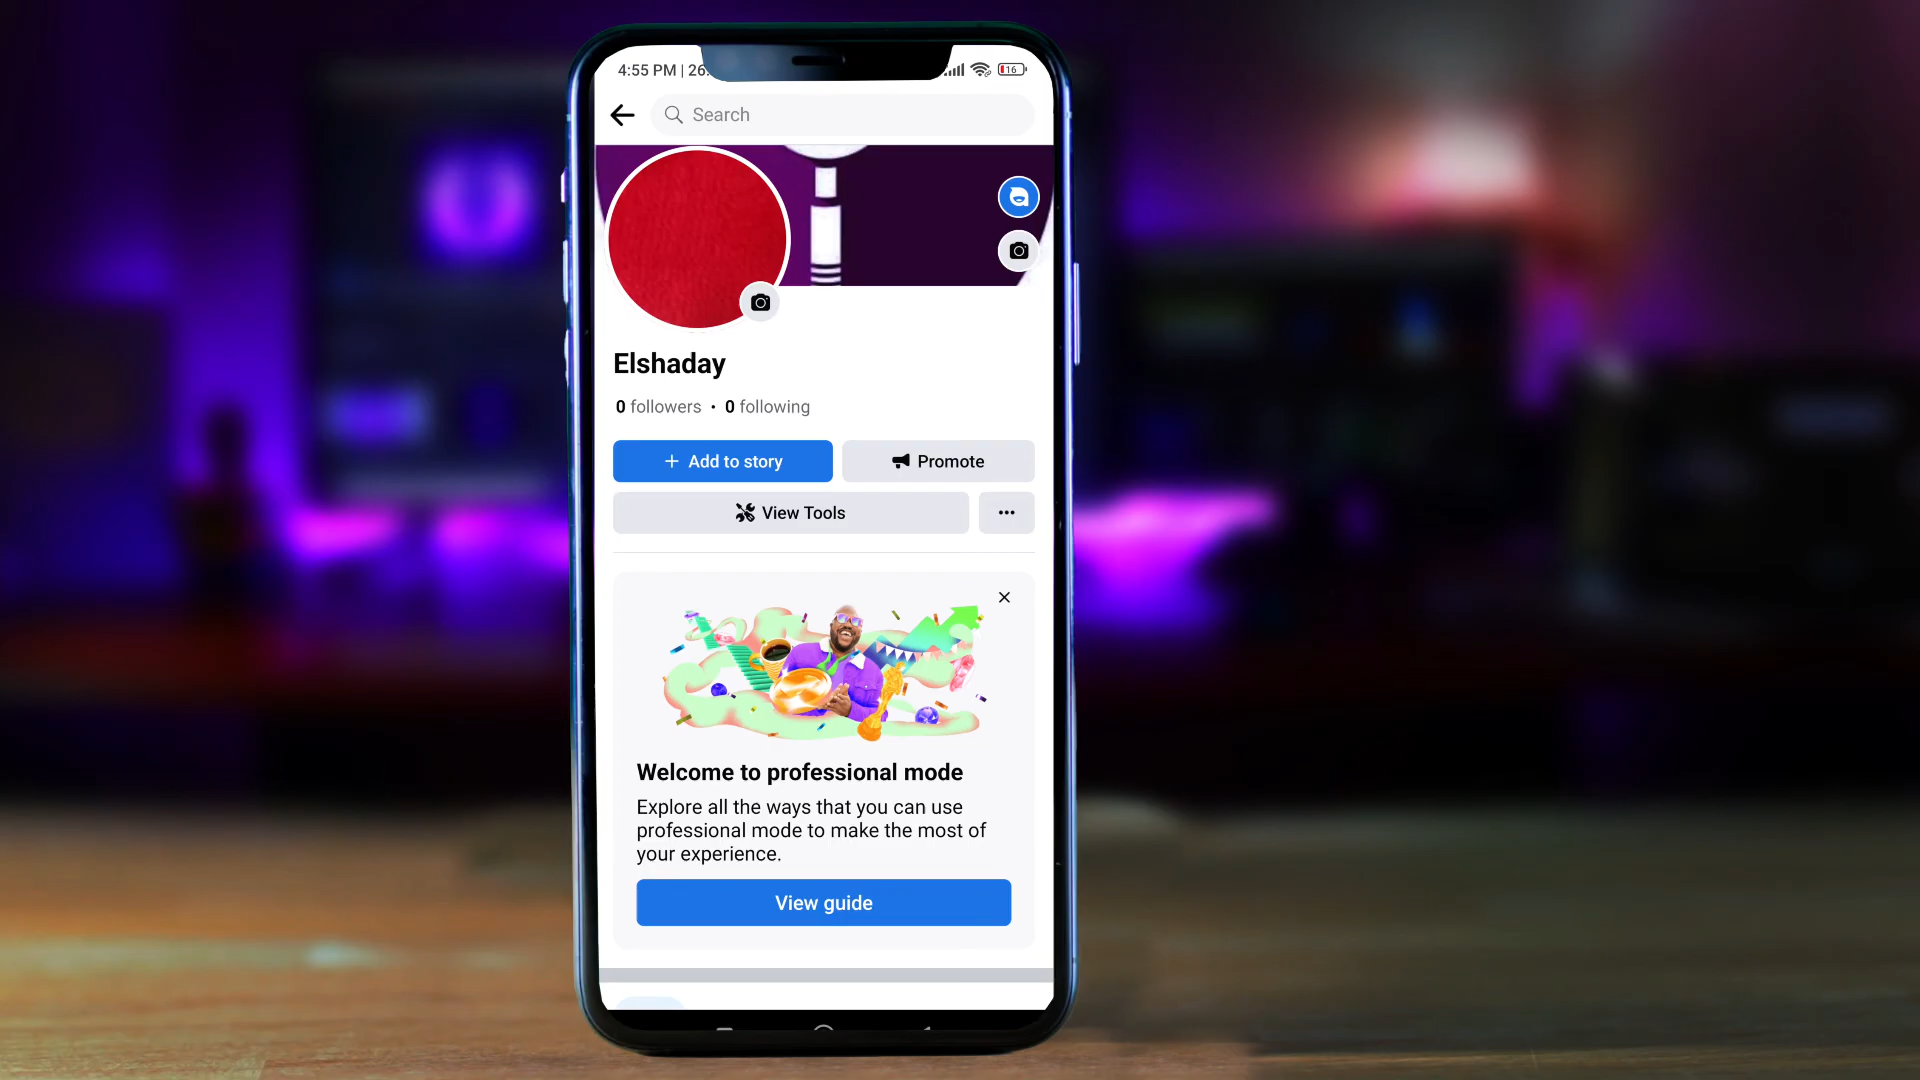 4:55 PM | 26.
16
Search
Elshaday
0 followers • 0 following
+ Add to story
Promote
View Tools
Welcome to professional mode
Explore all the ways that you can use
professional mode to make the most of
your experience.
View guide